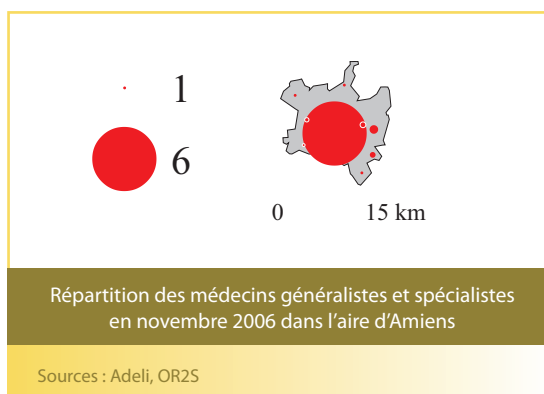 1
6
0 15 km
Répartition des médecins généralistes et spécialistes
en novembre 2006 dans l’aire d’Amiens
Sources : Adeli, OR2S